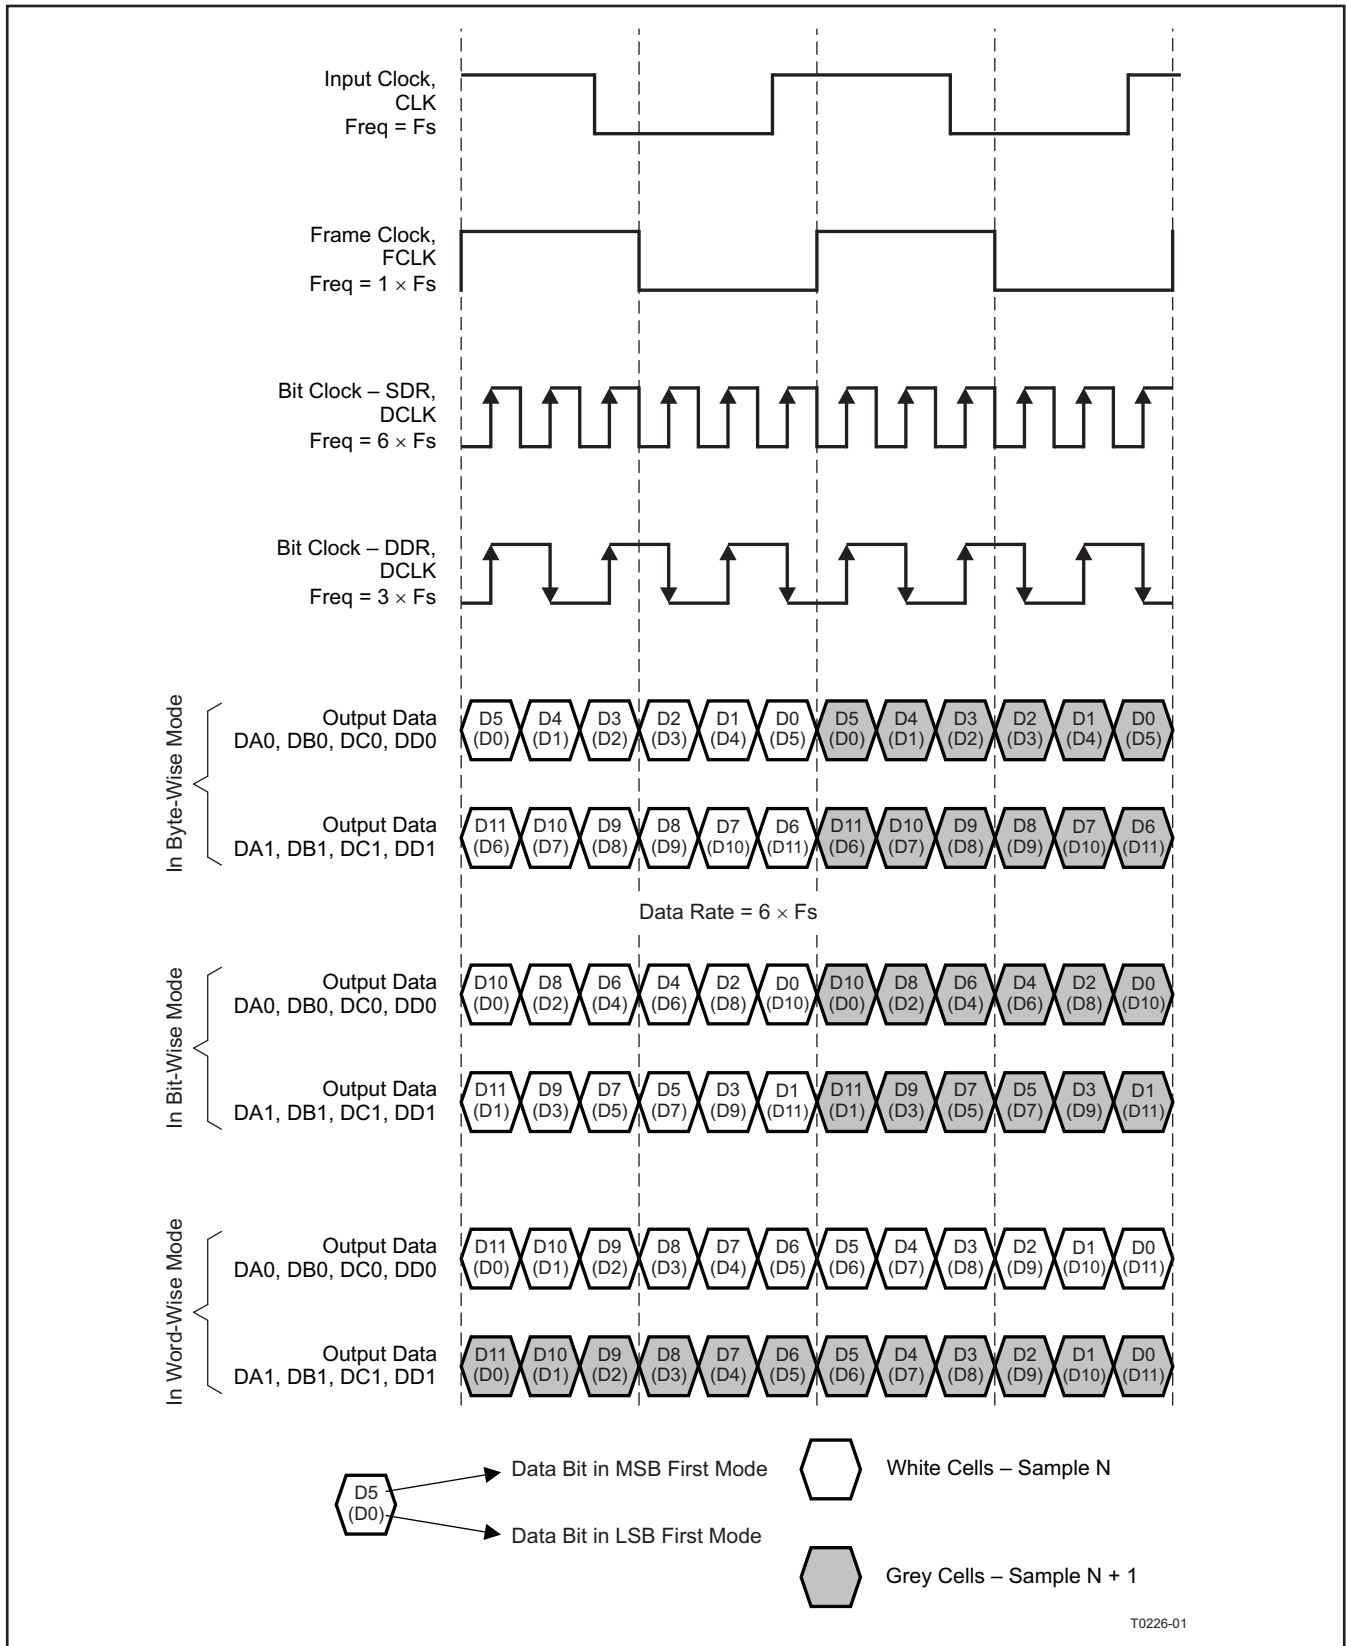 Input Clock,
CLK
Freq = Fs
Frame Clock,
FCLK
Freq = 1 × Fs
Bit Clock – SDR,
DCLK
Freq = 6 × Fs
Bit Clock – DDR,
DCLK
Freq = 3 × Fs
In Byte-Wise Mode
Output Data
DA0, DB0, DC0, DD0
D5 D4 D3 D2 D1 D0 D5 D4 D3 D2 D1 D0
(D0) (D1) (D2) (D3) (D4) (D5) (D0) (D1) (D2) (D3) (D4) (D5)
Output Data
DA1, DB1, DC1, DD1
D11 D10 D9 D8 D7 D6 D11 D10 D9 D8 D7 D6
(D6) (D7) (D8) (D9) (D10) (D11) (D6) (D7) (D8) (D9) (D10) (D11)
Data Rate = 6 × Fs
In Bit-Wise Mode
Output Data
DA0, DB0, DC0, DD0
D10 D8 D6 D4 D2 D0 D10 D8 D6 D4 D2 D0
(D0) (D2) (D4) (D6) (D8) (D10) (D0) (D2) (D4) (D6) (D8) (D10)
Output Data
DA1, DB1, DC1, DD1
D11 D9 D7 D5 D3 D1 D11 D9 D7 D5 D3 D1
(D1) (D3) (D5) (D7) (D9) (D11) (D1) (D3) (D5) (D7) (D9) (D11)
In Word-Wise Mode
Output Data
DA0, DB0, DC0, DD0
D11 D10 D9 D8 D7 D6 D5 D4 D3 D2 D1 D0
(D0) (D1) (D2) (D3) (D4) (D5) (D6) (D7) (D8) (D9) (D10) (D11)
Output Data
DA1, DB1, DC1, DD1
D11 D10 D9 D8 D7 D6 D5 D4 D3 D2 D1 D0
(D0) (D1) (D2) (D3) (D4) (D5) (D6) (D7) (D8) (D9) (D10) (D11)
D5
(D0)
Data Bit in MSB First Mode
Data Bit in LSB First Mode
White Cells – Sample N
Grey Cells – Sample N + 1
T0226-01